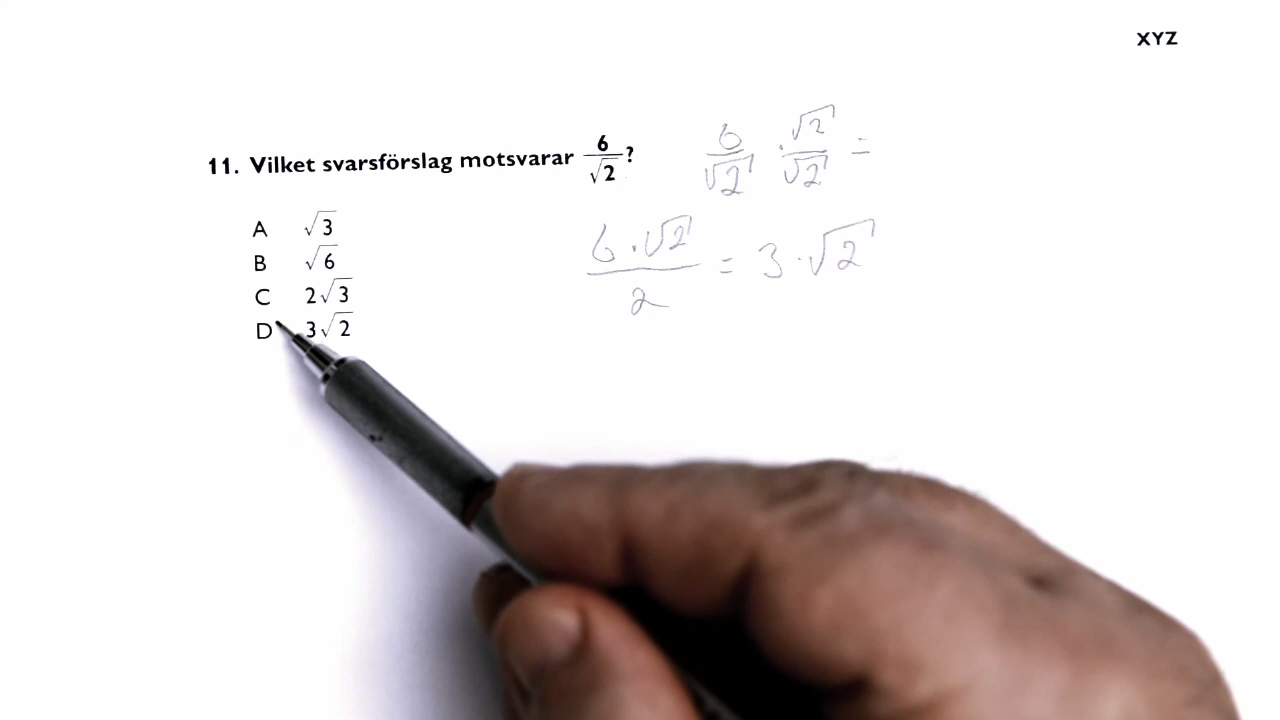 XYZ
11. Vilket svarsförslag motsvarar 6/√2?
6/√2 · √2/√2 =
6 · √2 / 2 = 3 · √2
A √3
B √6
C 2√3
D 3√2